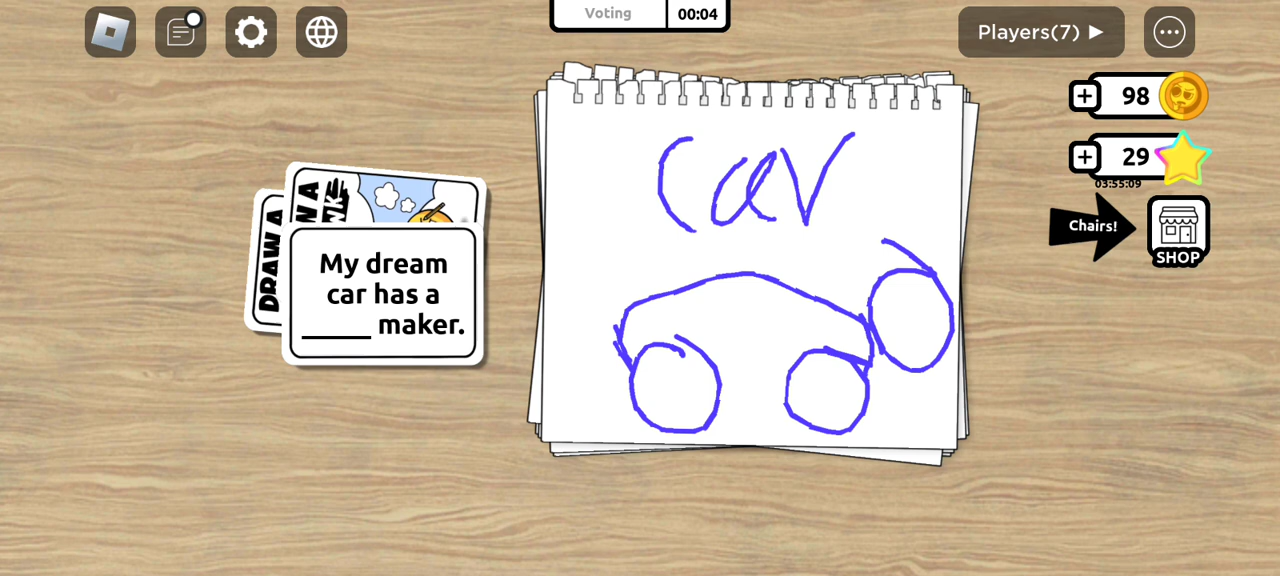 Voting 00:04
Players(7)
98
29
03:55:09
Chairs!
SHOP
DRAW A
W A
NK
My dream
car has a
_____ maker.
Car